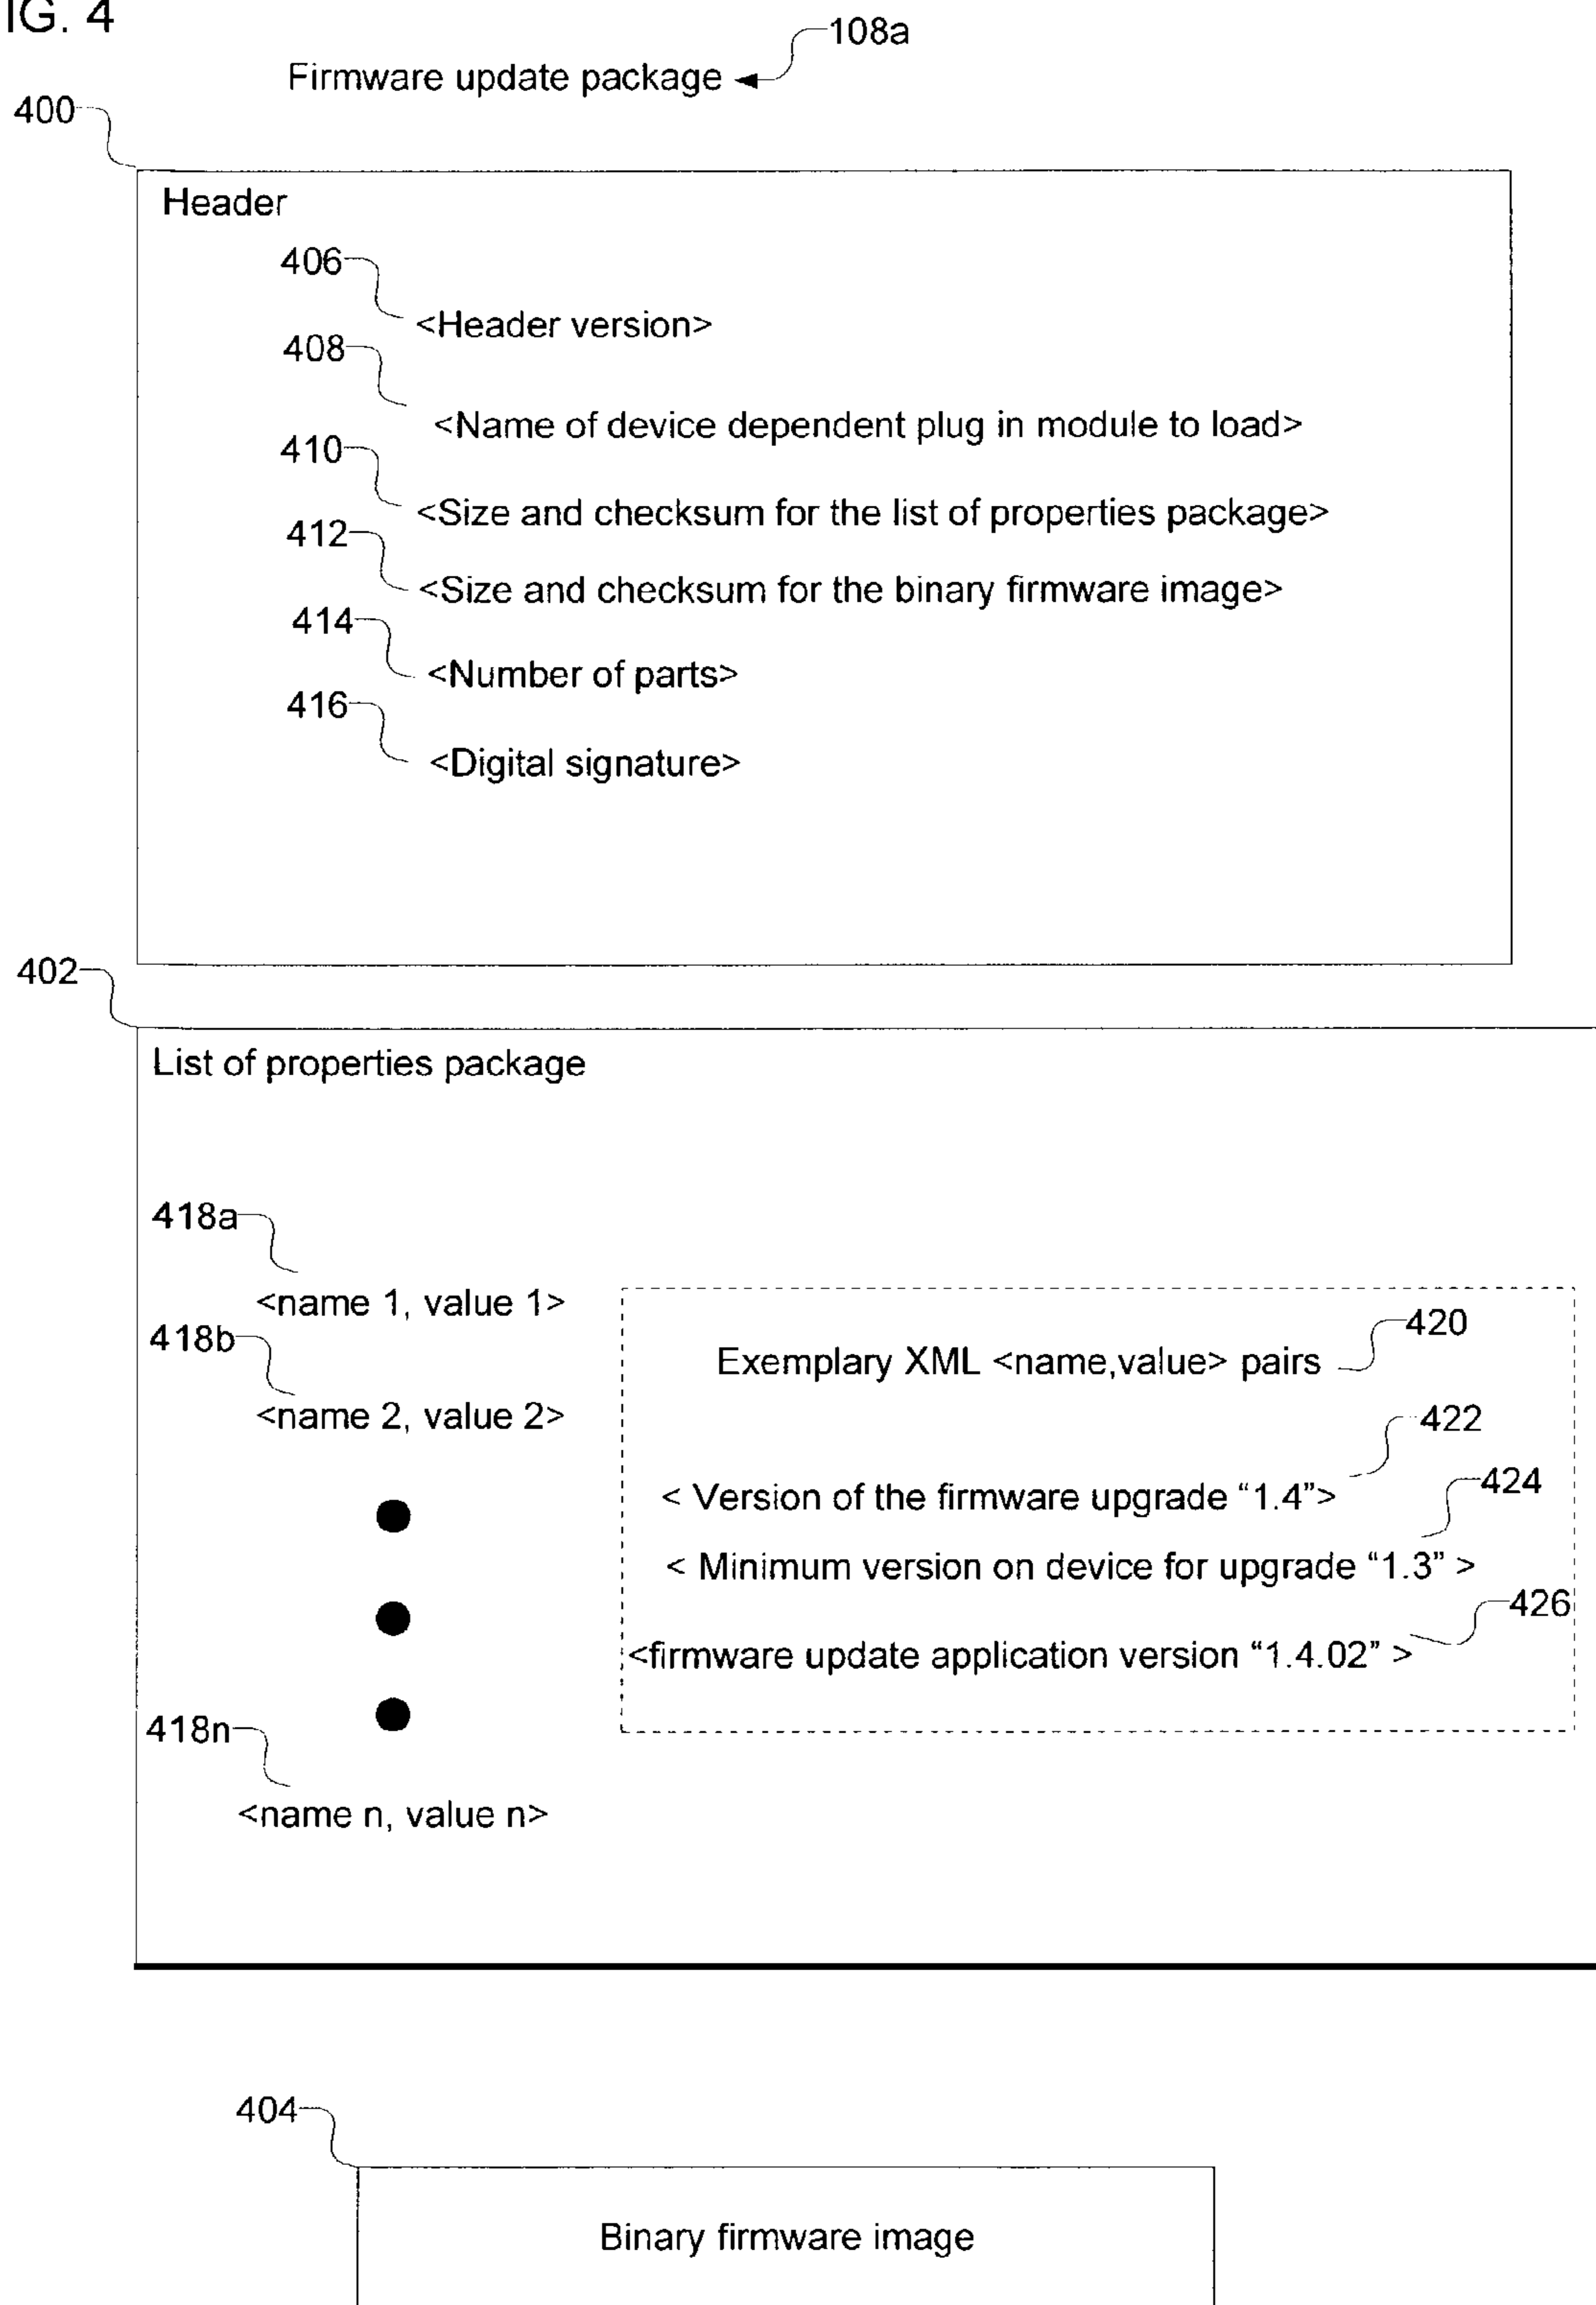 IG. 4
108a
Firmware update package
400
Header
406
<Header version>
408
<Name of device dependent plug in module to load>
410
<Size and checksum for the list of properties package>
412
<Size and checksum for the binary firmware image>
414
<Number of parts>
416
<Digital signature>
402
List of properties package
418a
<name 1, value 1>
418b
<name 2, value 2>
418n
<name n, value n>
420
Exemplary XML <name,value> pairs
422
< Version of the firmware upgrade “1.4”>
424
< Minimum version on device for upgrade “1.3” >
426
<firmware update application version “1.4.02” >
404
Binary firmware image